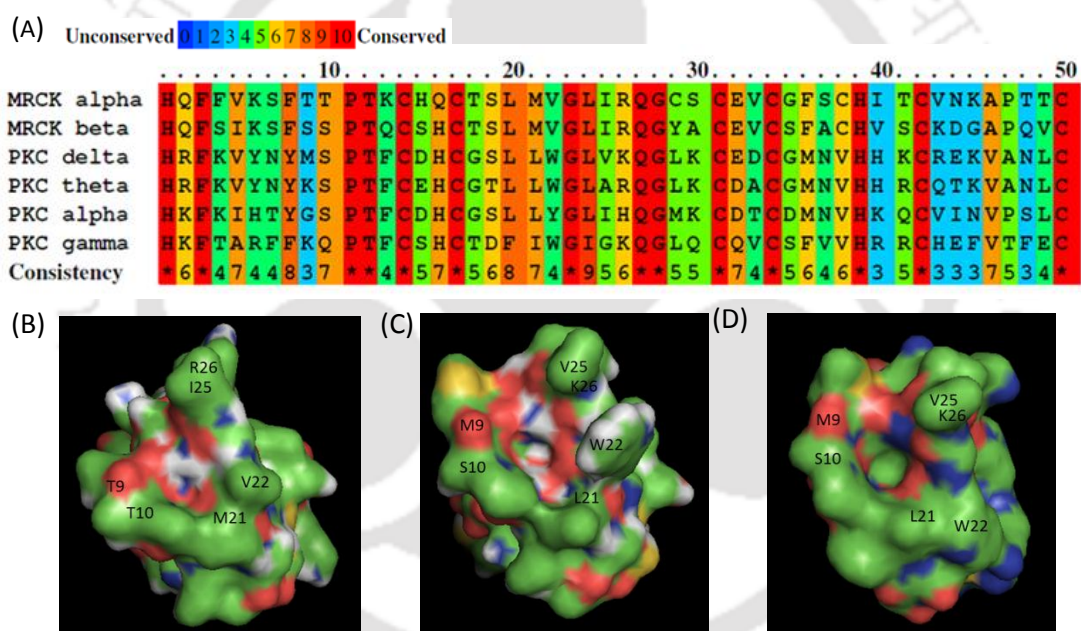 (A)
Unconserved 0 1 2 3 4 5 6 7 8 9 10 Conserved
.........10.........20.........30.........40.........50
MRCK alpha HQFFVKSFTT PTKCHQCTSL MVGLIRQGCS CEVCGFSCHI TCVNKAPTTC
MRCK beta HQFSIKSFSS PTQCSHCTSL MVGLIRQGYA CEVCSFACHV SCKDGAPQVC
PKC delta HRFKVYNYMS PTFCDHCGSL LWGLVKQGLK CEDCGMNVHH KCREKVANLC
PKC theta HRFKVYNYKS PTFCEHCGTL LWGLARQGLK CDACGMNVHH RCQTKVANLC
PKC alpha HKFKIHTYGS PTFCDHCGSL LYGLIHQGMK CDTCDMNVHK QCVINVPSLC
PKC gamma HKFTARFFKQ PTFCSHCTDF IWGIGKQGLQ CQVCSFVVHR RCHEFVTFEC
Consistency *6*4744837 **4*57*568 74*956**55 *74*5646*3 5*3337534*
(B)
(C)
(D)
R26
I25
T9
T10
V22
M21
V25
K26
M9
S10
W22
L21
V25
K26
M9
S10
L21
W22